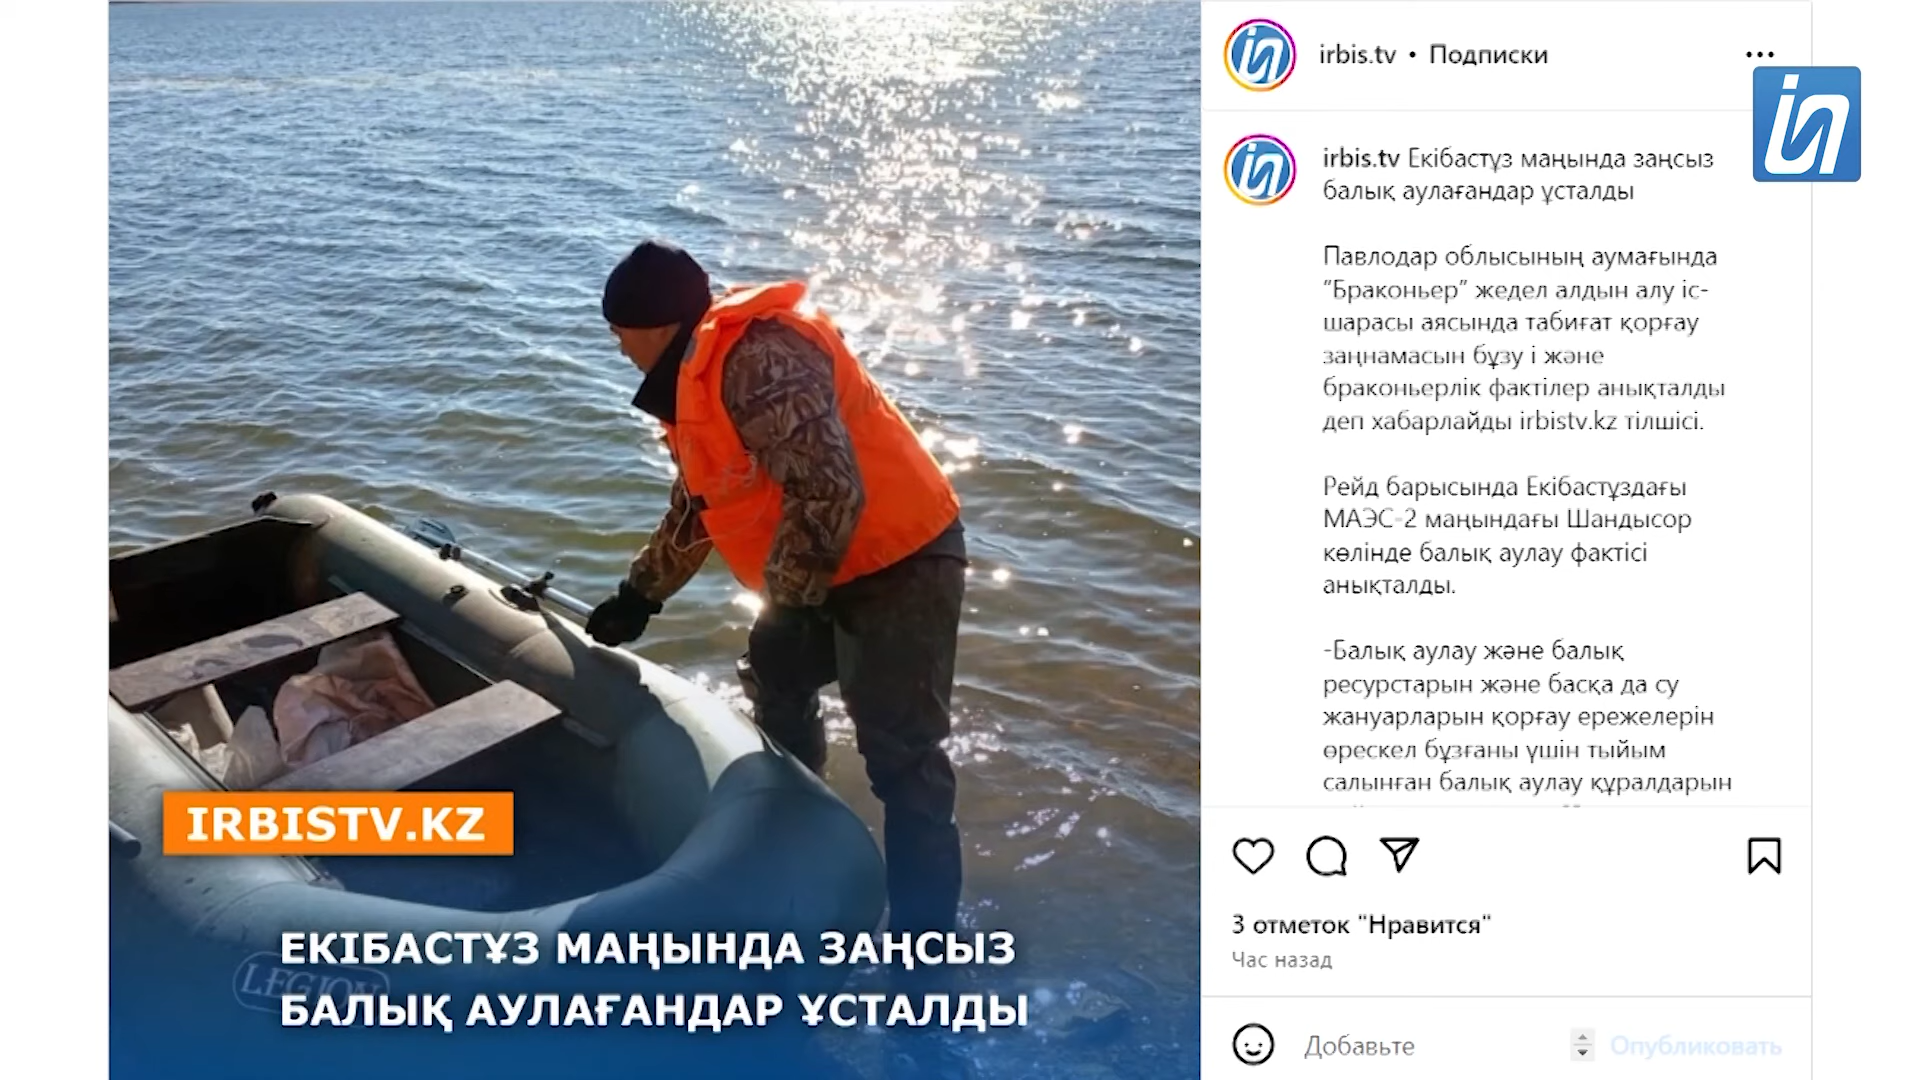 irbis.tv • Подписки
irbis.tv Екібастұз маңында заңсыз
балық аулағандар ұсталды
Павлодар облысының аумағында
"Браконьер" жедел алдын алу іс-
шарасы аясында табиғат қорғау
заңнамасын бұзу і және
браконьерлік фактілер анықталды
деп хабарлайды irbistv.kz тілшісі.
Рейд барысында Екібастұздағы
МАЭС-2 маңындағы Шандысор
көлінде балық аулау фактісі
анықталды.
-Балық аулау және балық
ресурстарын және басқа да су
жануарларын қорғау ережелерін
өрескел бұзғаны үшін тыйым
салынған балық аулау құралдарын
IRBISTV.KZ
ЕКІБАСТҰЗ МАҢЫНДА ЗАҢСЫЗ
БАЛЫҚ АУЛАҒАНДАР ҰСТАЛДЫ
LEGION
3 отметок "Нравится"
Час назад
Добавьте
Опубликовать